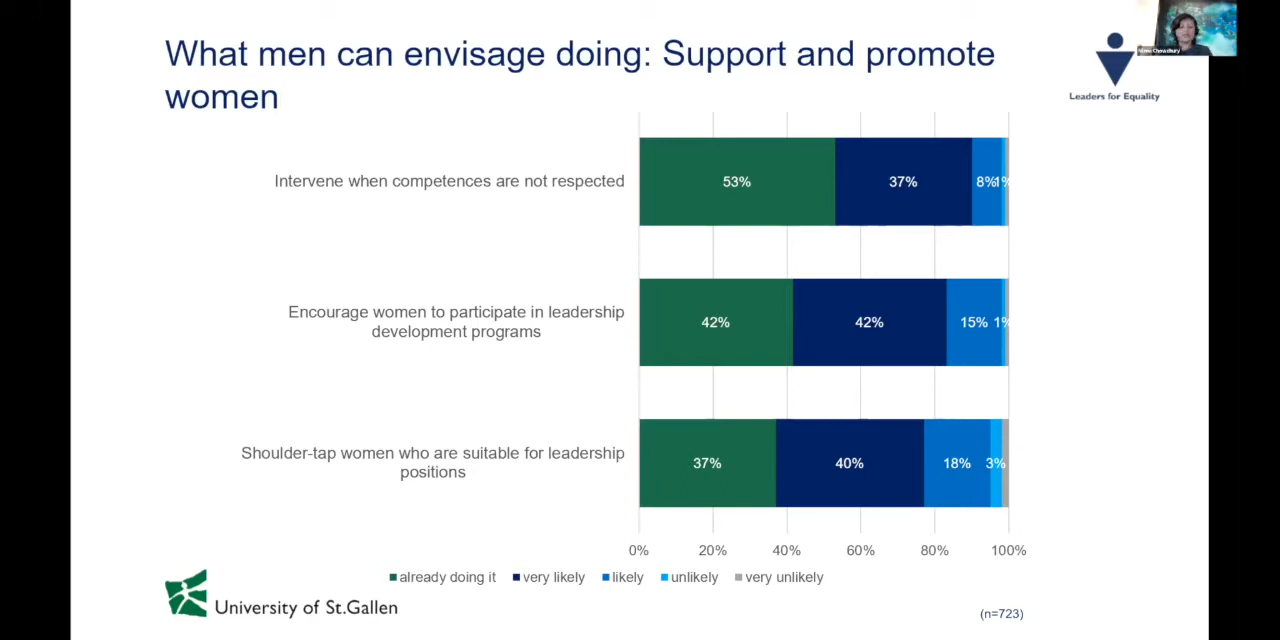 What men can envisage doing: Support and promote
women
Leaders for Equality
Intervene when competences are not respected
53%
37%
8%
1%
Encourage women to participate in leadership
development programs
42%
42%
15%
1%
Shoulder-tap women who are suitable for leadership
positions
37%
40%
18%
3%
0%
20%
40%
60%
80%
100%
already doing it
very likely
likely
unlikely
very unlikely
University of St.Gallen
(n=723)